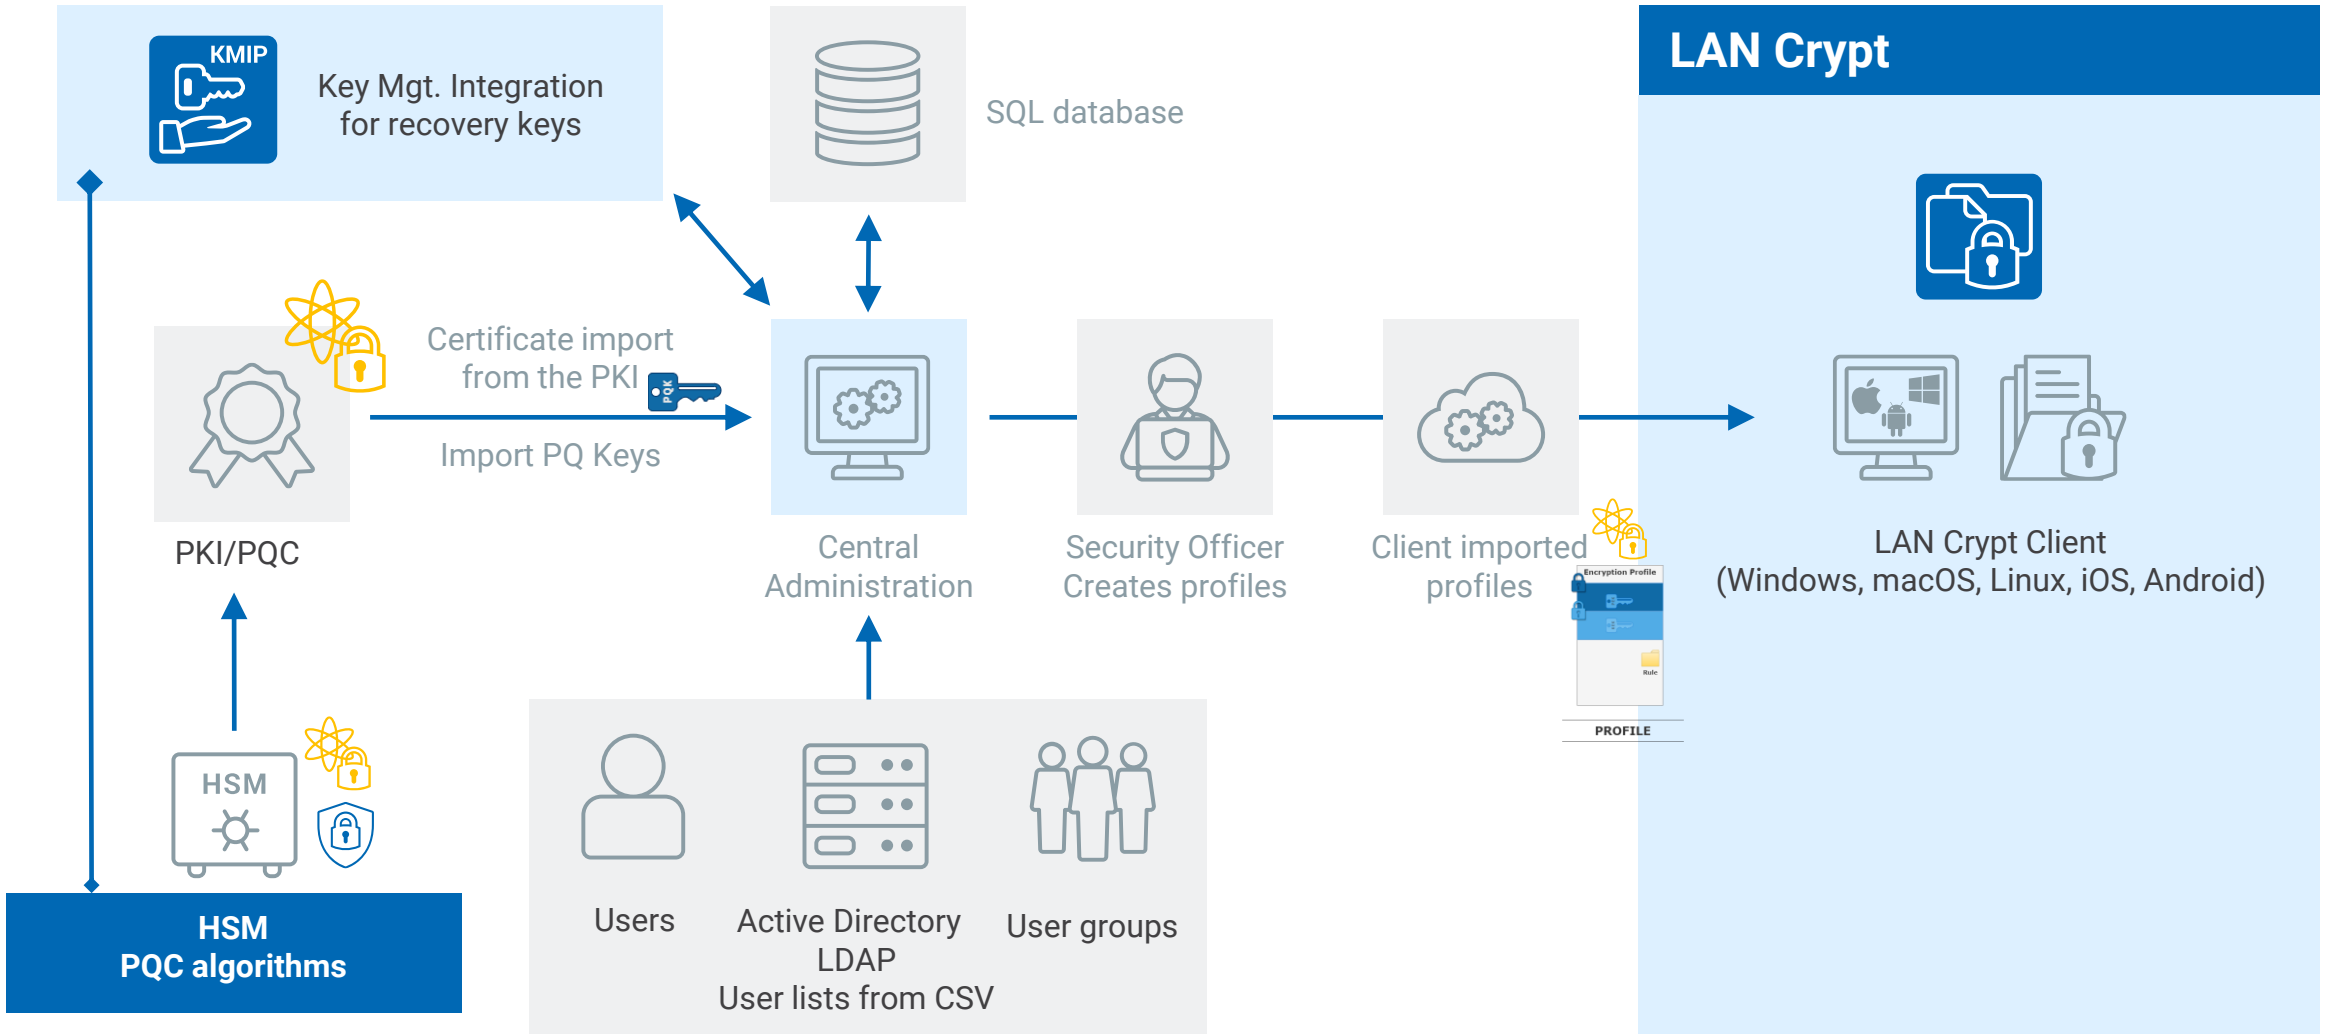 KMIP
Key Mgt. Integration
for recovery keys
SQL database
LAN Crypt
Certificate import
from the PKI
PQK
Import PQ Keys
PKI/PQC
Central
Administration
Security Officer
Creates profiles
Client imported
profiles
Encryption Profile
Rule
PROFILE
LAN Crypt Client
(Windows, macOS, Linux, iOS, Android)
HSM
HSM
PQC algorithms
Users
Active Directory
LDAP
User lists from CSV
User groups